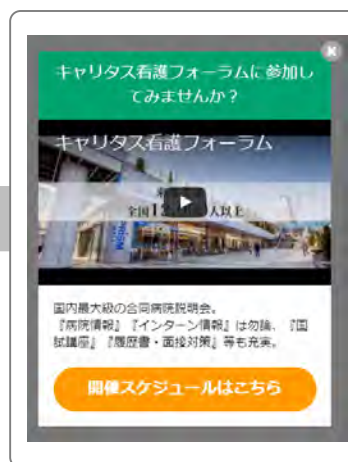 キャリタス看護フォーラムに参加し
てみませんか？
キャリタス看護フォーラム
全国1
人以上
国内最大級の合同病院説明会。
『病院情報』『インターン情報』は勿論、『国
試講座』『履歴書・面接対策』等も充実。
開催スケジュールはこちら